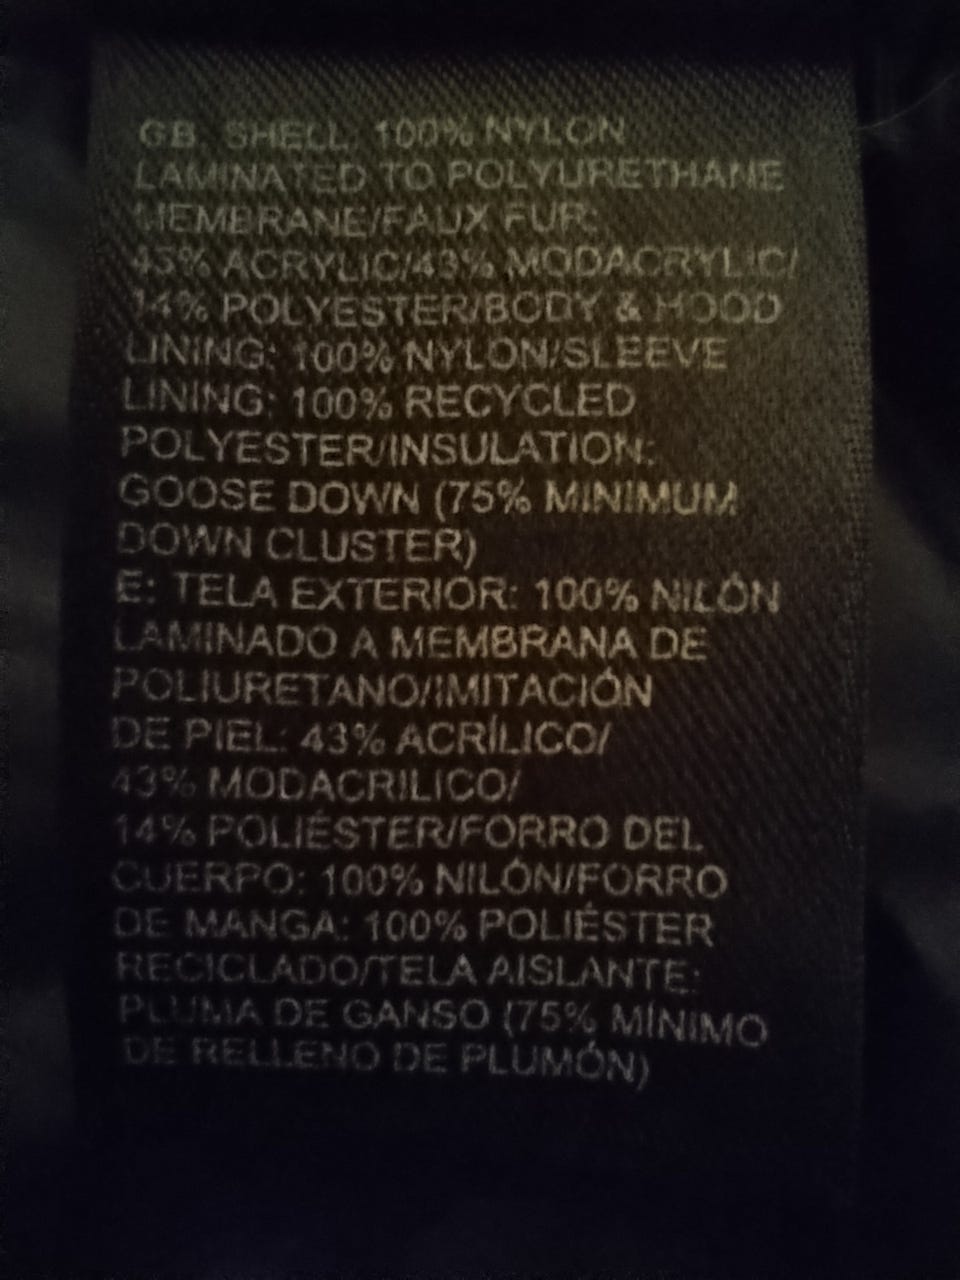 GB. SHELL: 100% NYLON
LAMINATED TO POLYURETHANE
MEMBRANE/FAUX FUR:
43% ACRYLIC/43% MODACRYLIC/
14% POLYESTER/BODY & HOOD
LINING: 100% NYLON/SLEEVE
LINING: 100% RECYCLED
POLYESTER/INSULATION:
GOOSE DOWN (75% MINIMUM
DOWN CLUSTER)
E: TELA EXTERIOR: 100% NILÓN
LAMINADO A MEMBRANA DE
POLIURETANO/IMITACIÓN
DE PIEL: 43% ACRÍLICO/
43% MODACRILICO/
14% POLIÉSTER/FORRO DEL
CUERPO: 100% NILÓN/FORRO
DE MANGA: 100% POLIÉSTER
RECICLADO/TELA AISLANTE:
PLUMA DE GANSO (75% MÍNIMO
DE RELLENO DE PLUMÓN)